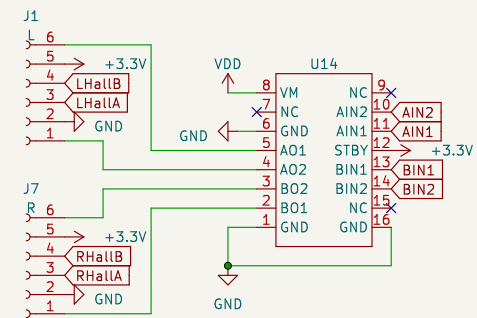 J1
L
6
5
+3.3V
4
LHallB
3
LHallA
2
GND
1
J7
R
6
5
+3.3V
4
RHallB
3
RHallA
2
GND
1
VDD
GND
U14
8 VM
7 NC
6 GND
5 AO1
4 AO2
3 BO2
2 BO1
1 GND
NC 9
AIN2 10 AIN2
AIN1 11 AIN1
STBY 12 +3.3V
BIN1 13 BIN1
BIN2 14 BIN2
NC 15
GND 16
GND